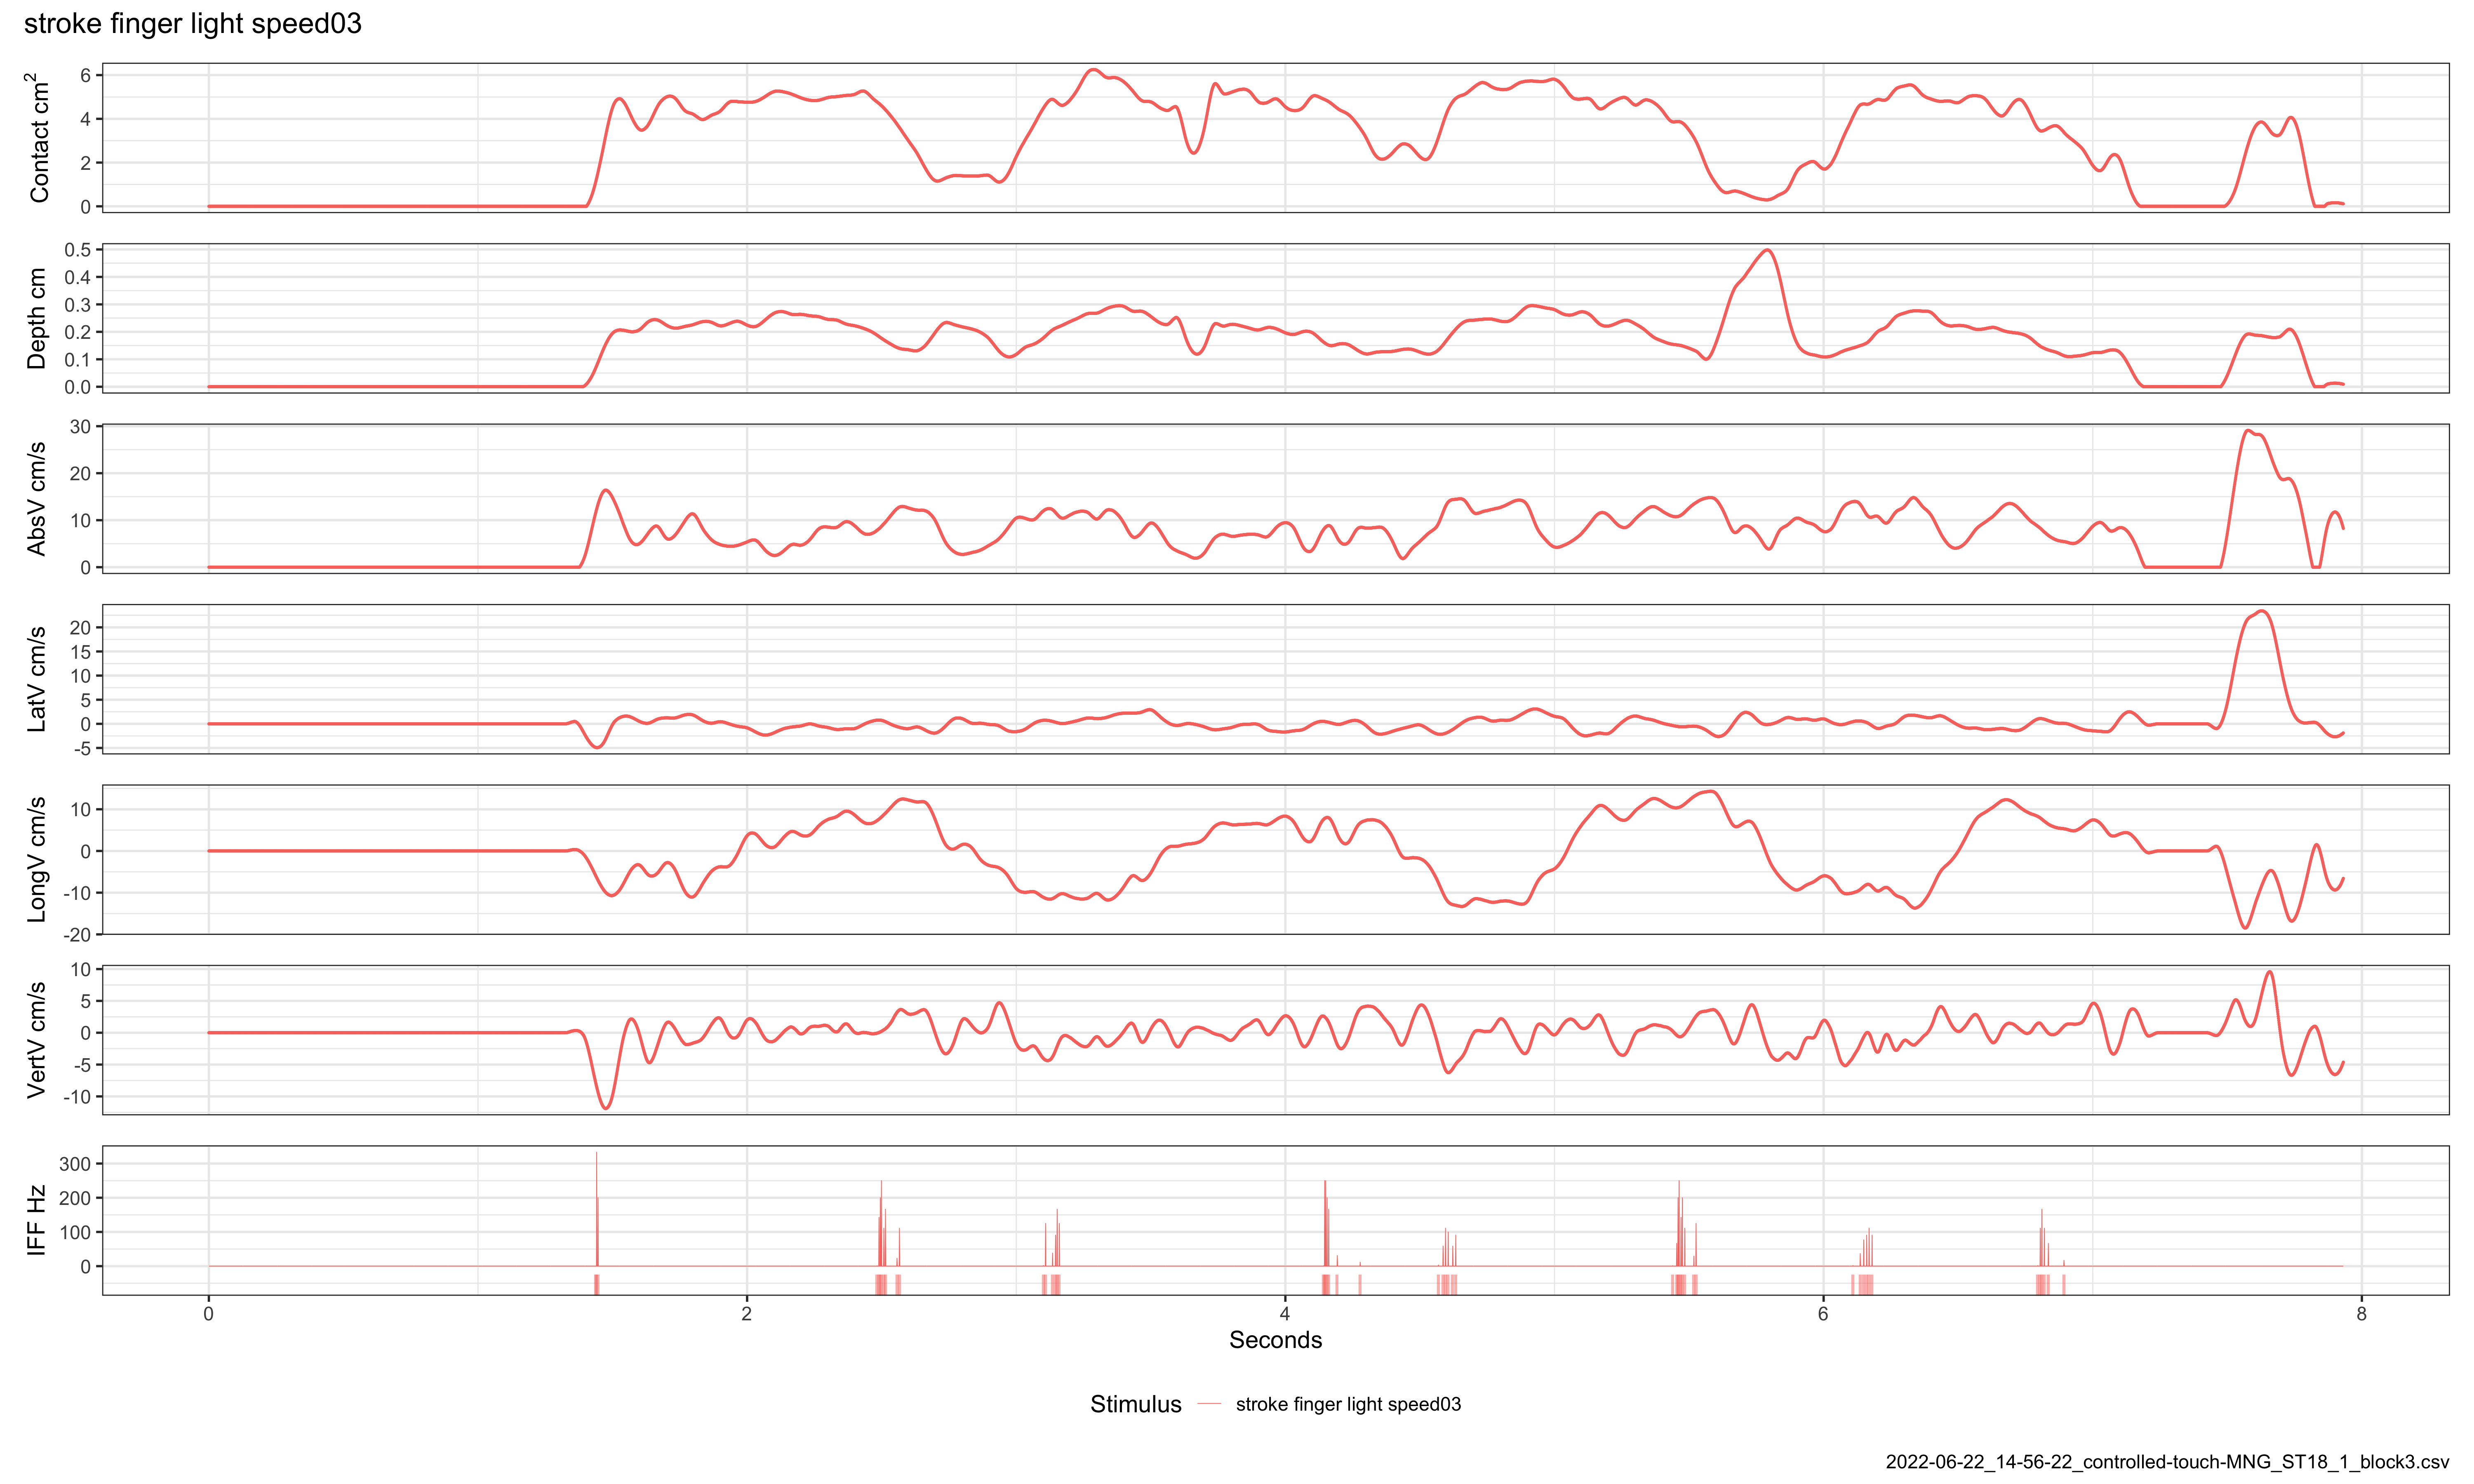 stroke finger light speed03
Contact cm²
6
4
2
0
Depth cm
0.5
0.4
0.3
0.2
0.1
0.0
AbsV cm/s
30
20
10
0
LatV cm/s
20
15
10
5
0
-5
LongV cm/s
10
0
-10
-20
VertV cm/s
10
5
0
-5
-10
IFF Hz
300
200
100
0
0 2 4 6 8
Seconds
Stimulus stroke finger light speed03
2022-06-22_14-56-22_controlled-touch-MNG_ST18_1_block3.csv